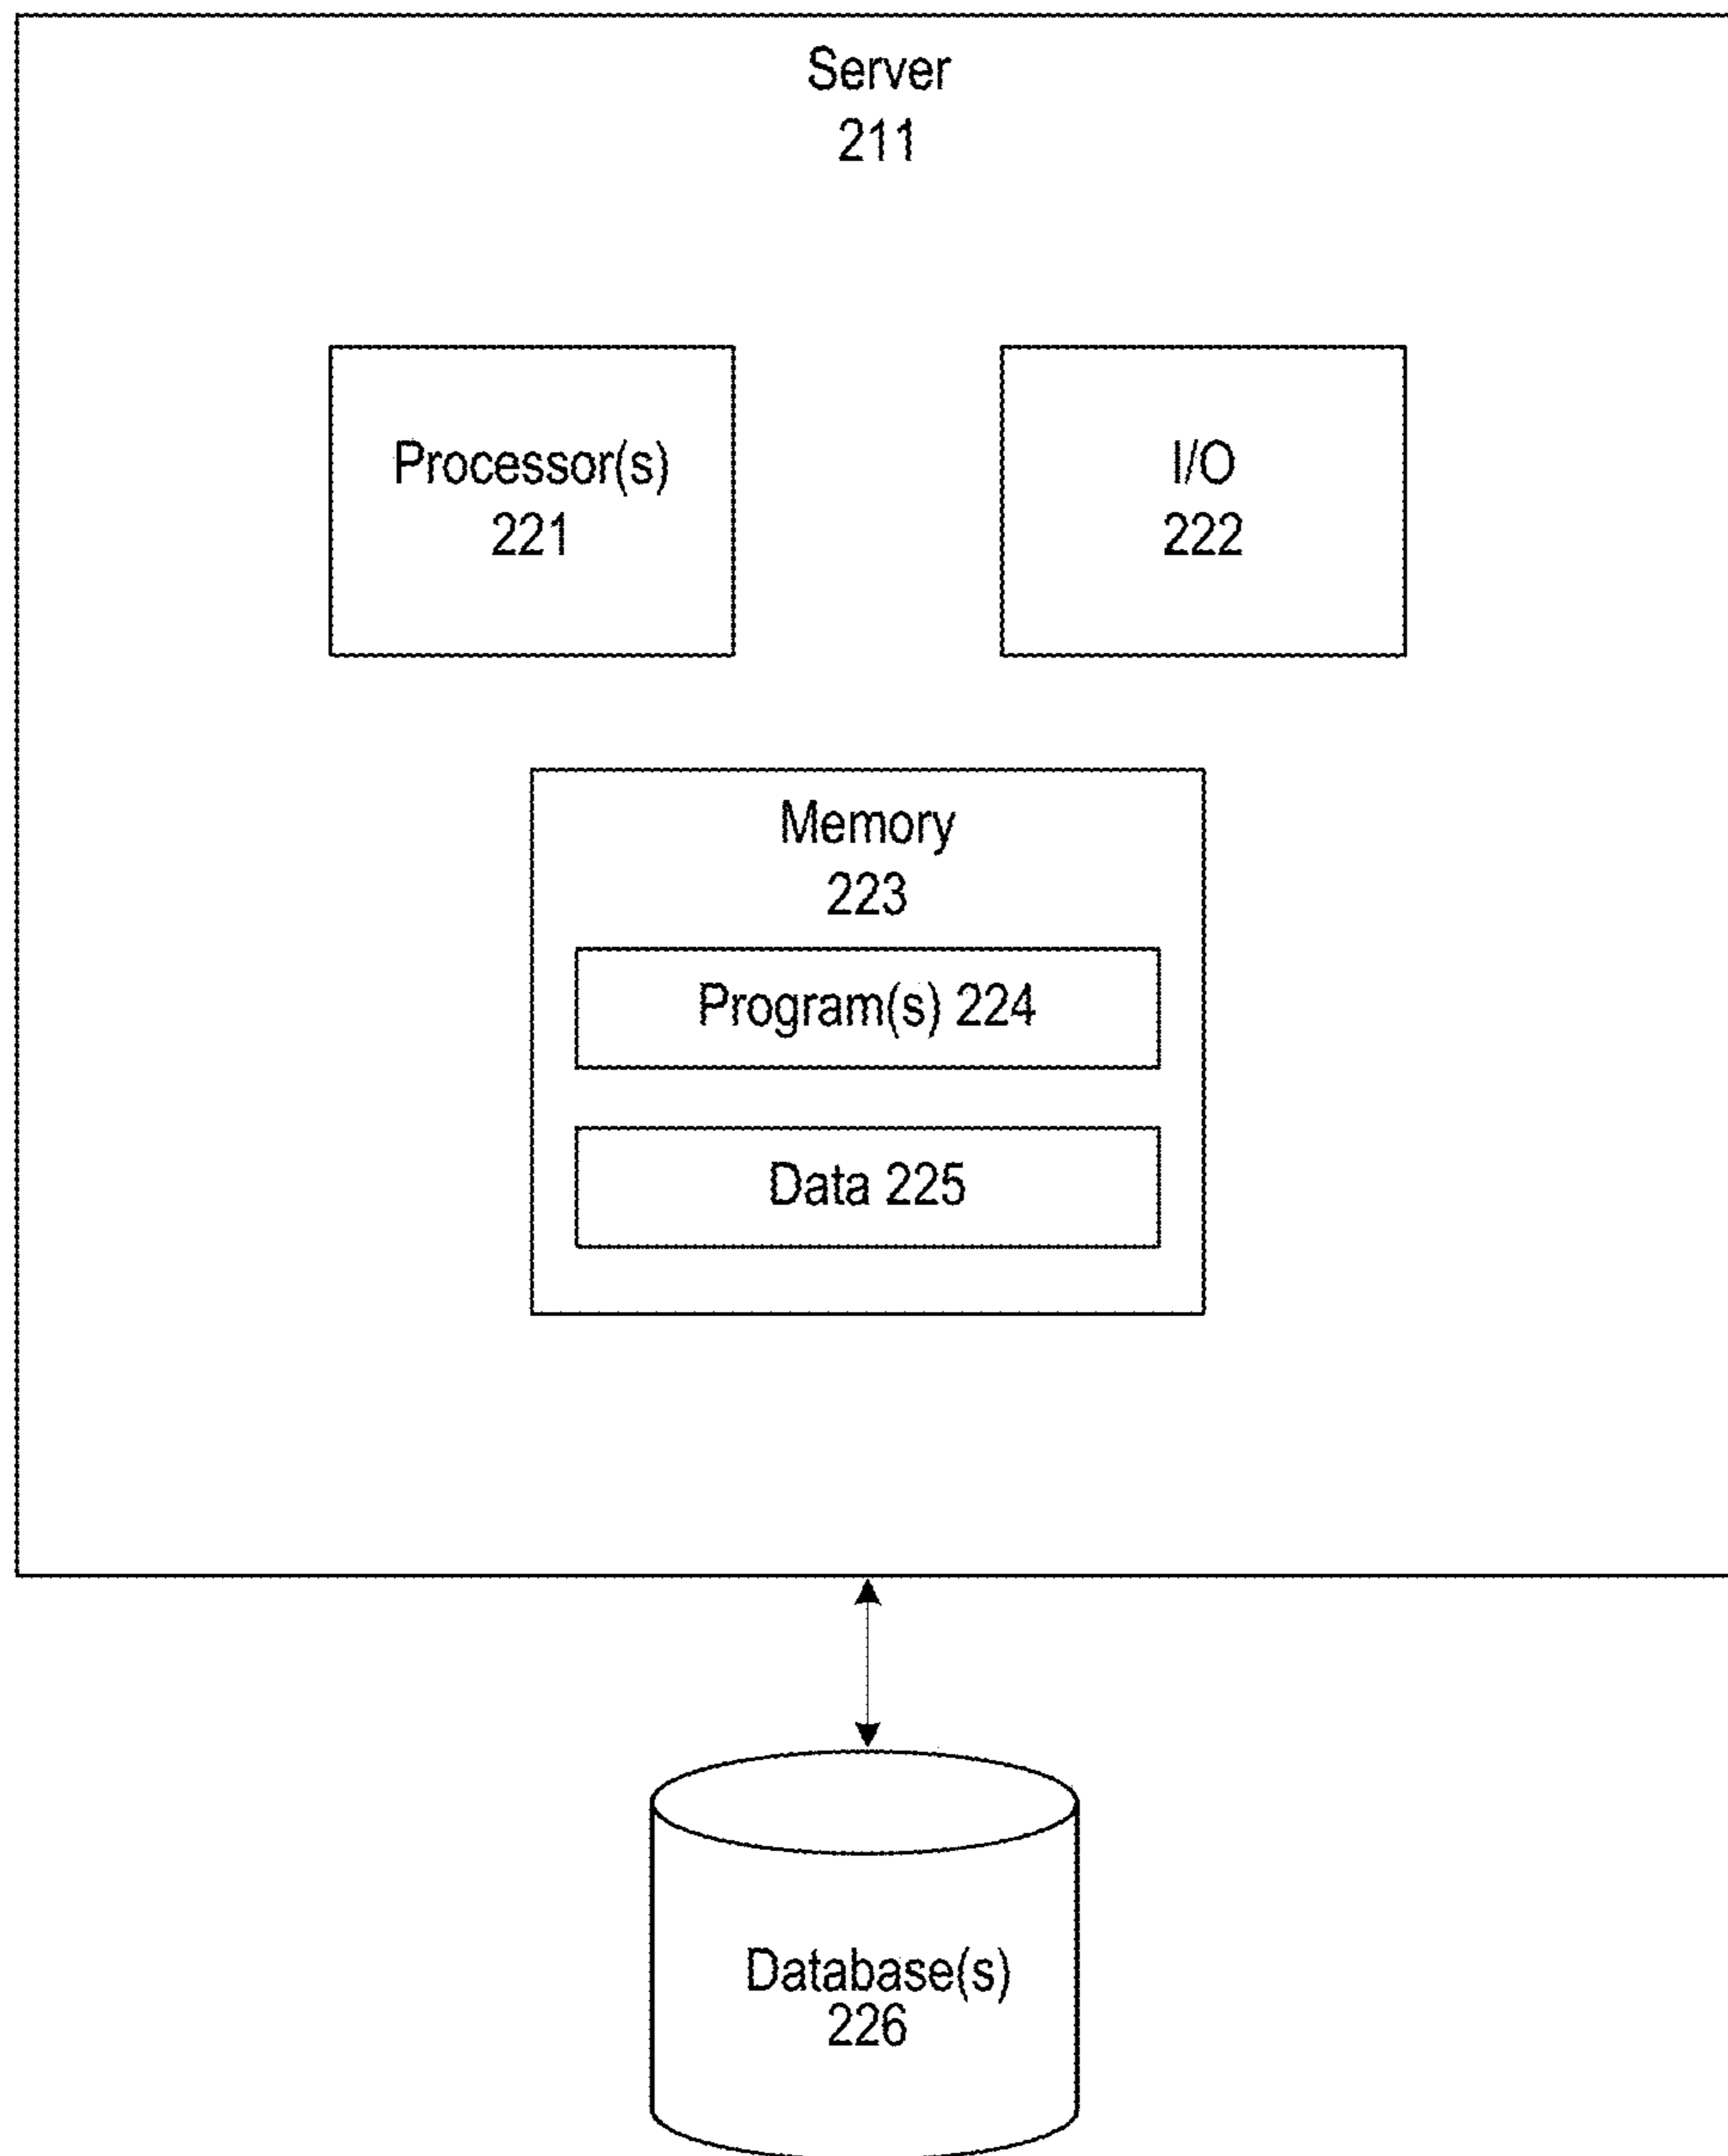 Server
211
Processor(s)
221
I/O
222
Memory
223
Program(s) 224
Data 225
Database(s)
226